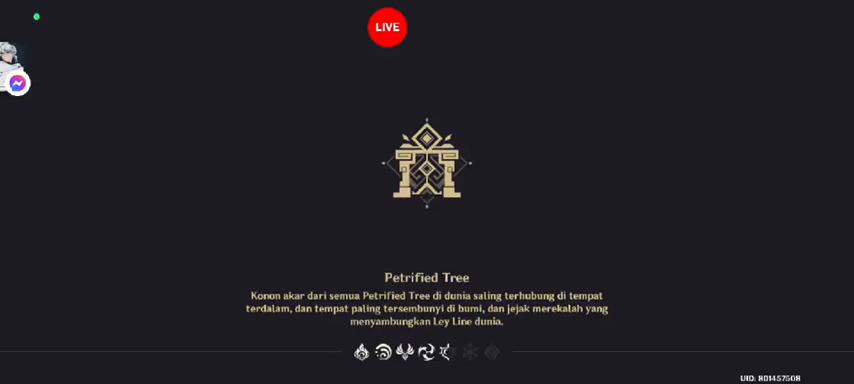 LIVE
Petrified Tree
Konon akar dari semua Petrified Tree di dunia saling terhubung di tempat
terdalam, dan tempat paling tersembunyi di bumi, dan jejak merekalah yang
menyambungkan Ley Line dunia.
UID: 801457508